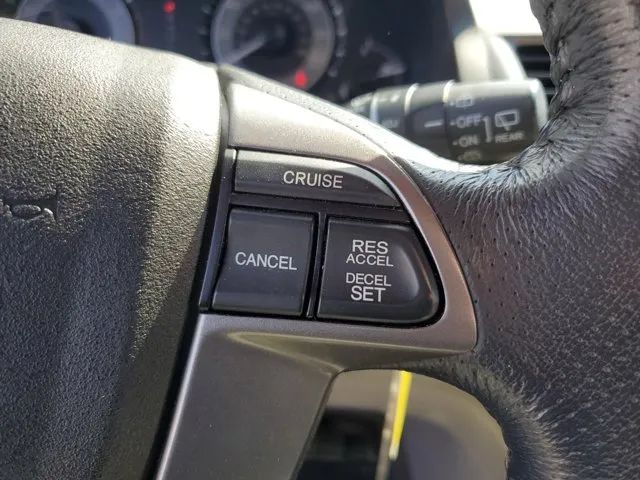 CRUISE
CANCEL
RES
ACCEL
DECEL
SET
OFF
ON
REAR